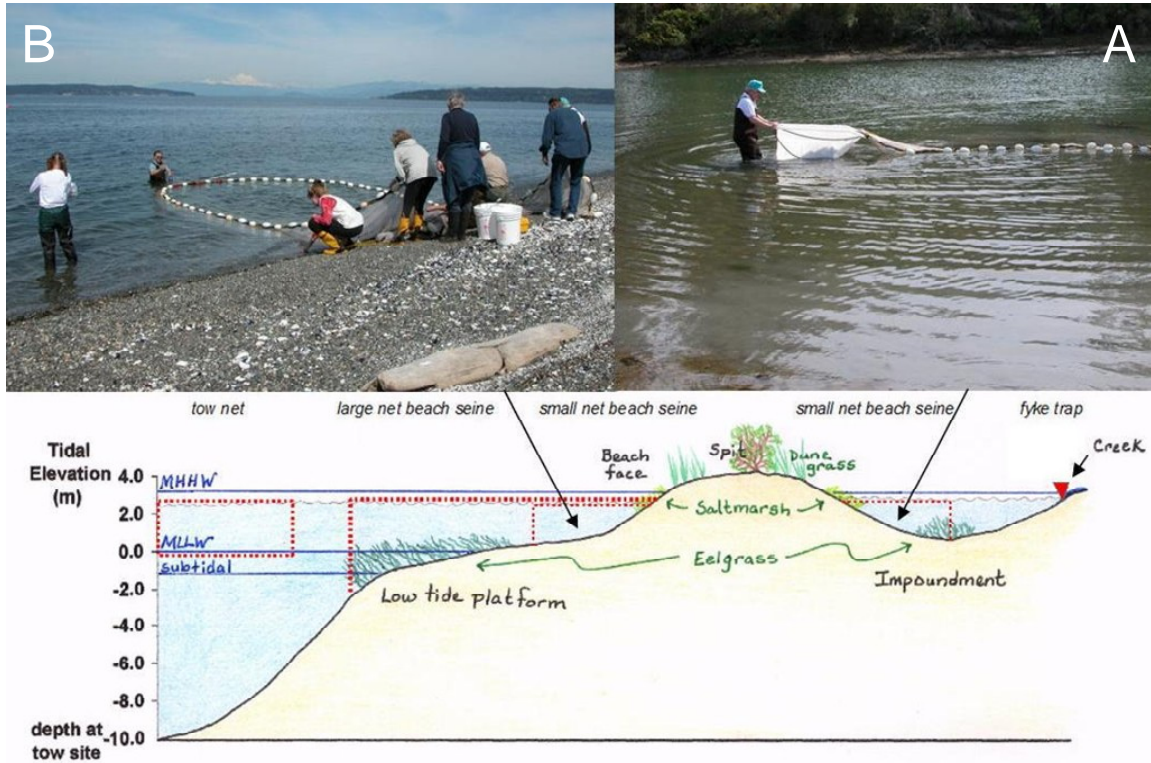 B
A
tow net
large net beach seine
small net beach seine
small net beach seine
fyke trap
Tidal
Elevation
(m)
4.0
2.0
0.0
-2.0
-4.0
-6.0
-8.0
-10.0
depth at
tow site
MHHW
MLLW
subtidal
Beach
face
Spit
Dune
grass
Creek
Saltmarsh
Eelgrass
Low tide platform
Impoundment